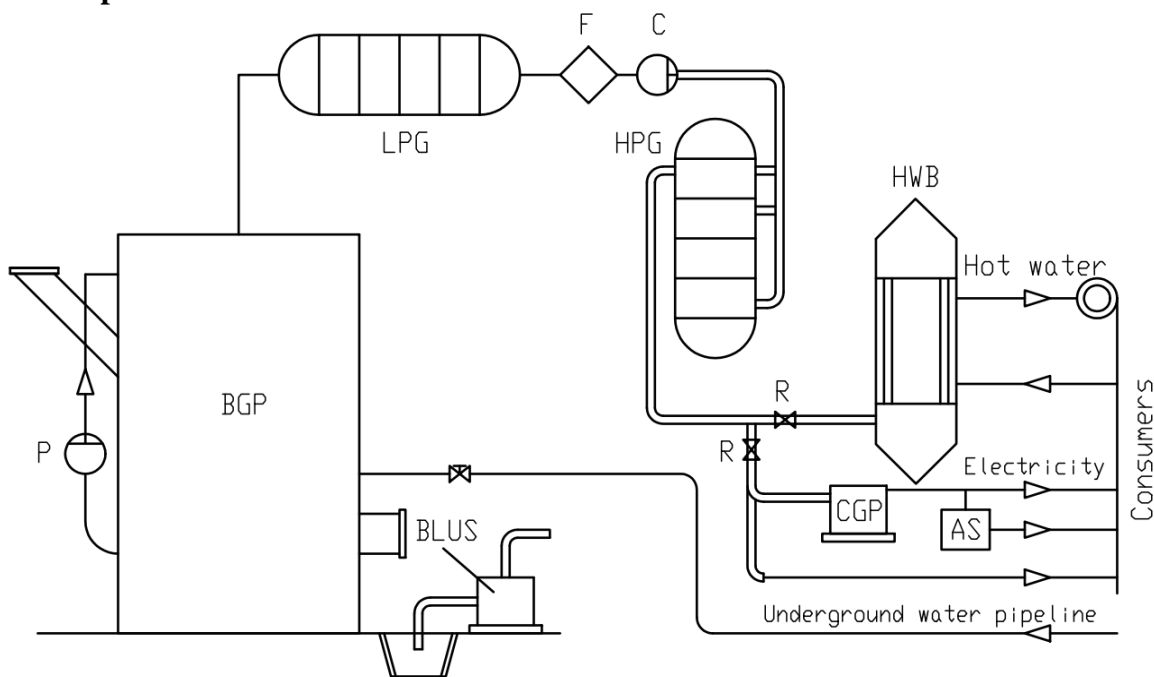 F
C
LPG
HPG
HWB
Hot water
BGP
R
P
R
Electricity
Consumers
CGP
AS
BLUS
Underground water pipeline